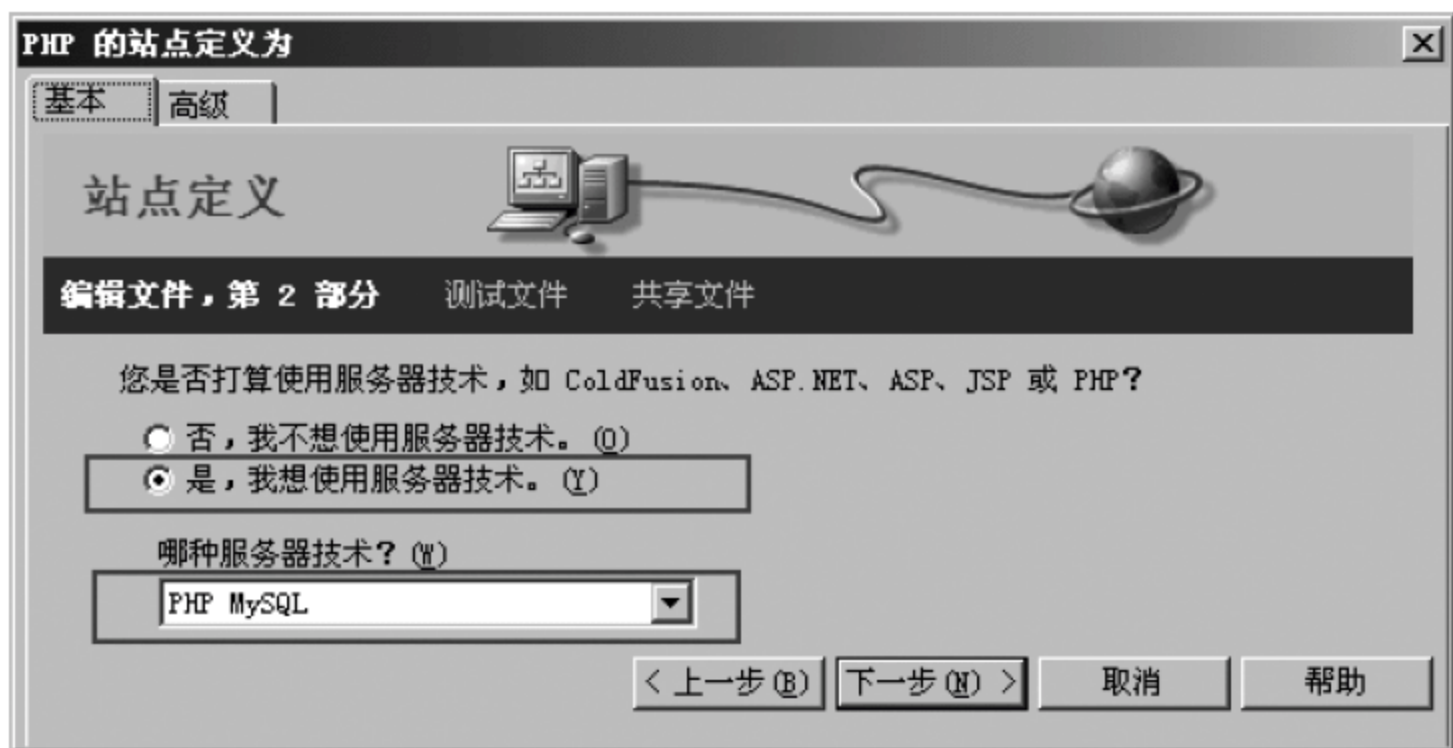 PHP 的站点定义为
基本 高级
站点定义
编辑文件，第 2 部分 测试文件 共享文件
您是否打算使用服务器技术，如 ColdFusion、ASP.NET、ASP、JSP 或 PHP?
否，我不想使用服务器技术。(O)
是，我想使用服务器技术。(Y)
哪种服务器技术? (W)
PHP MySQL
< 上一步(B) 下一步(N) > 取消 帮助